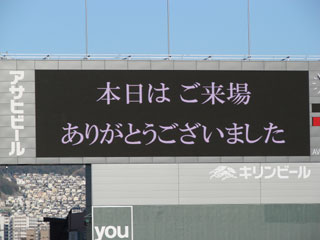 本日は ご来場
ありがとうございました
アサヒビール
キリンビール
you
AV